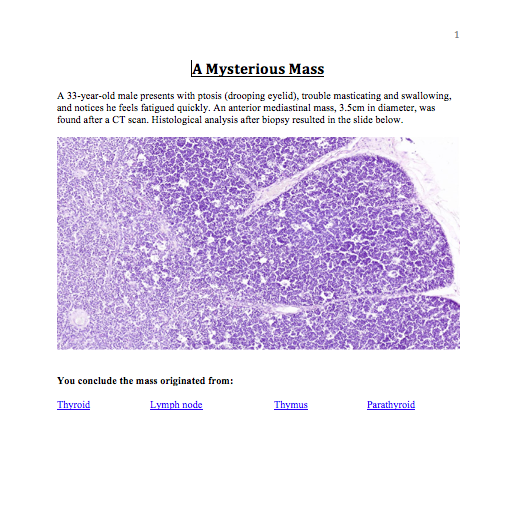 1
A Mysterious Mass
A 33-year-old male presents with ptosis (drooping eyelid), trouble masticating and swallowing,
and notices he feels fatigued quickly. An anterior mediastinal mass, 3.5cm in diameter, was
found after a CT scan. Histological analysis after biopsy resulted in the slide below.
You conclude the mass originated from:
Thyroid Lymph node Thymus Parathyroid